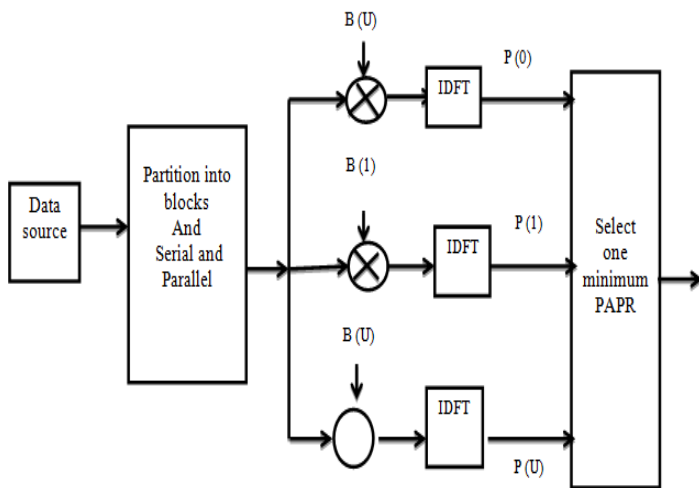 Data
source
Partition into
blocks
And
Serial and
Parallel
B (U)
IDFT
P (0)
B (1)
IDFT
P (1)
B (U)
IDFT
P (U)
Select
one
minimum
PAPR